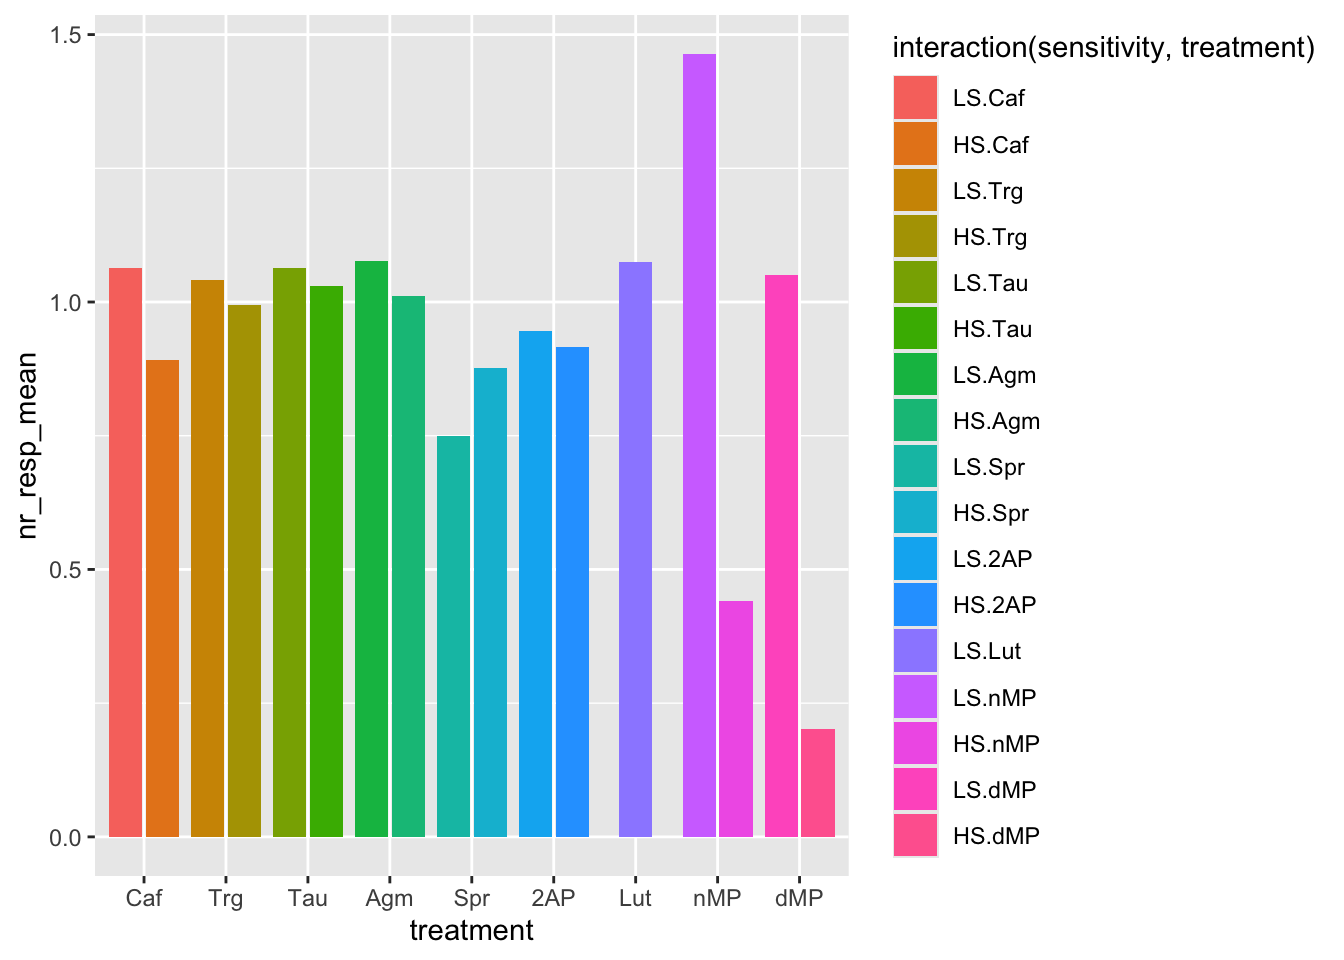 1.5
1.0
0.5
0.0
nr_resp_mean
Caf Trg Tau Agm Spr 2AP Lut nMP dMP
treatment
interaction(sensitivity, treatment)
LS.Caf
HS.Caf
LS.Trg
HS.Trg
LS.Tau
HS.Tau
LS.Agm
HS.Agm
LS.Spr
HS.Spr
LS.2AP
HS.2AP
LS.Lut
LS.nMP
HS.nMP
LS.dMP
HS.dMP